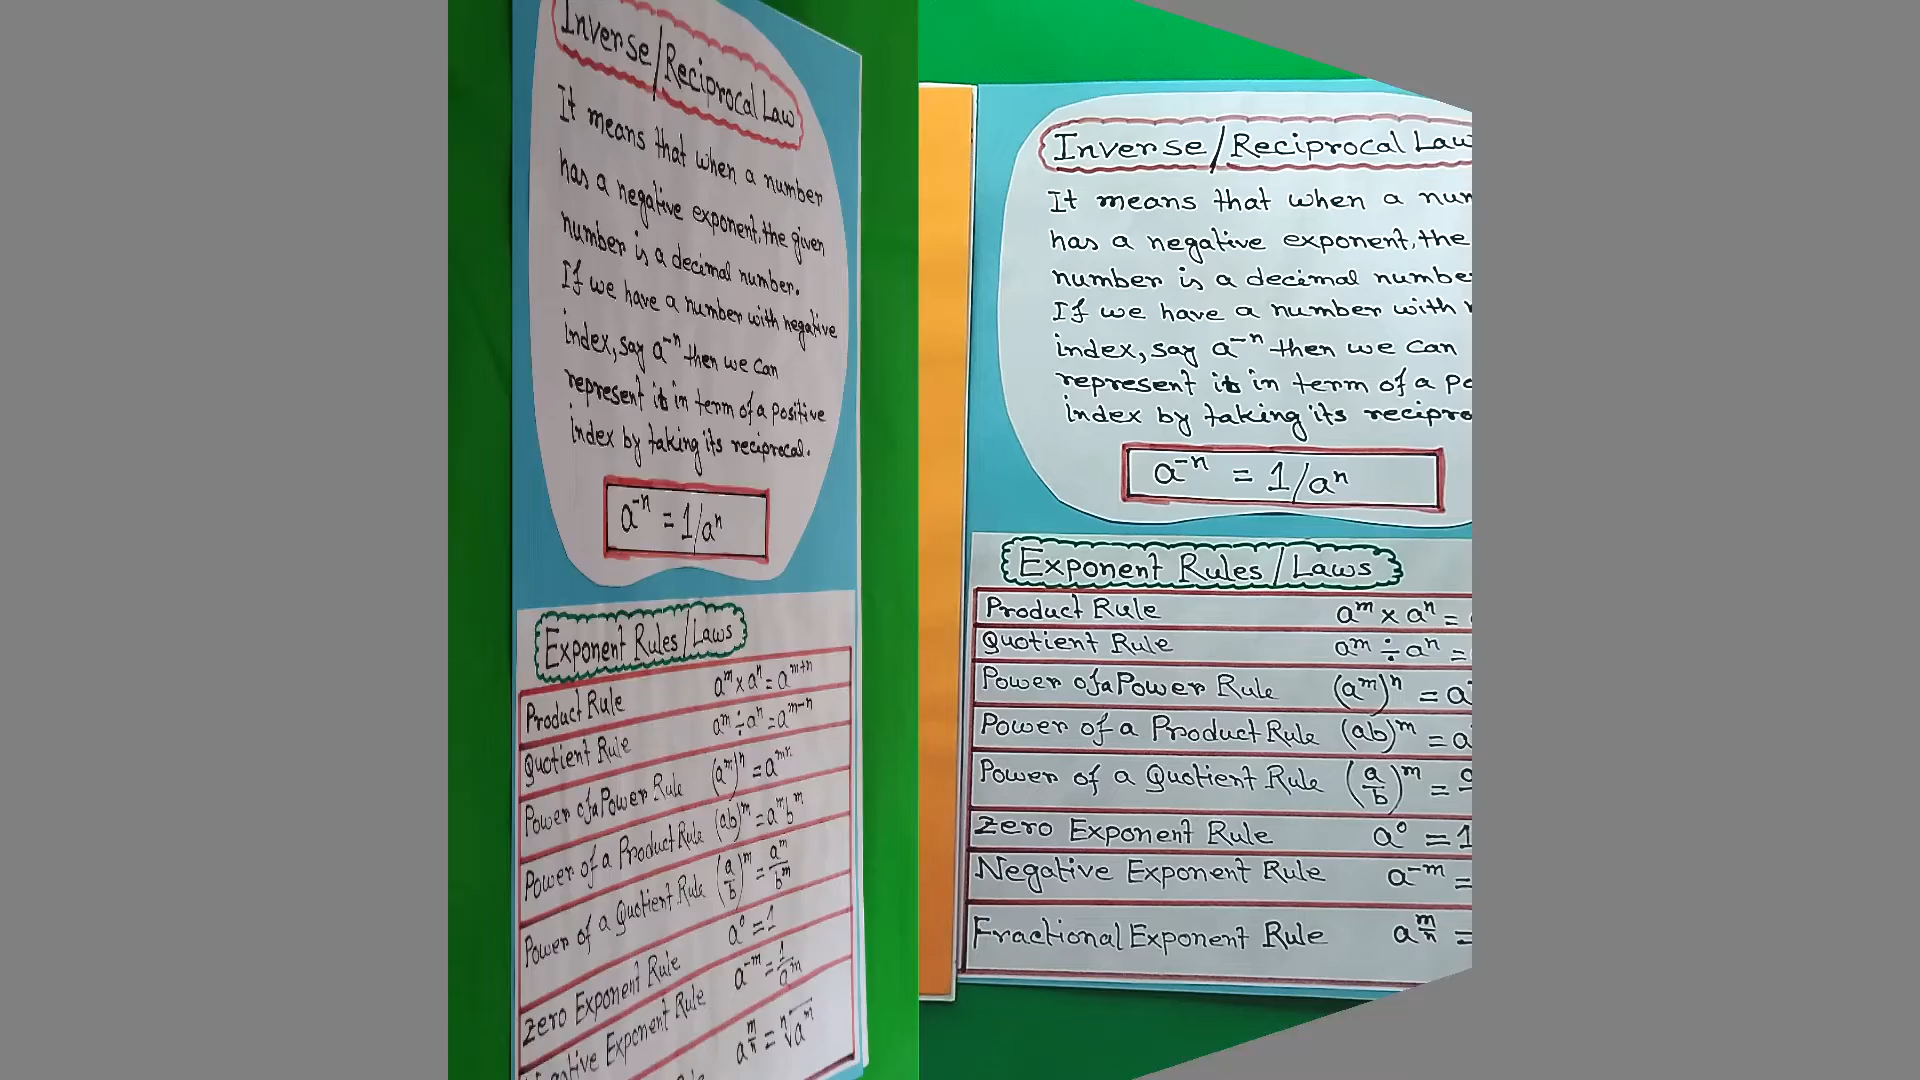 Inverse/Reciprocal Law
It means that when a number
has a negative exponent, the given
number is a decimal number.
If we have a number with negative
index, say a⁻ⁿ then we can
represent it in term of a positive
index by taking its reciprocal.
a⁻ⁿ = 1/aⁿ
Exponent Rules/Laws
Product Rule aᵐ × aⁿ = aᵐ⁺ⁿ
Quotient Rule aᵐ ÷ aⁿ = aᵐ⁻ⁿ
Power of a Power Rule (aᵐ)ⁿ = aᵐⁿ
Power of a Product Rule (ab)ᵐ = aᵐbᵐ
Power of a Quotient Rule (a/b)ᵐ = aᵐ/bᵐ
Zero Exponent Rule a⁰ = 1
Negative Exponent Rule a⁻ᵐ = 1/aᵐ
a^(m/n) = ⁿ√aᵐ
Inverse/Reciprocal Law
It means that when a
has a negative exponent, the
number is a decimal
If we have a number with
index, say a⁻ⁿ then we can
represent it in term of a
index by taking its
a⁻ⁿ = 1/aⁿ
Exponent Rules/Laws
Product Rule aᵐ × aⁿ =
Quotient Rule aᵐ ÷ aⁿ =
Power of a Power Rule (aᵐ)ⁿ = a
Power of a Product Rule (ab)ᵐ = a
Power of a Quotient Rule (a/b)ᵐ =
Zero Exponent Rule a⁰ = 1
Negative Exponent Rule a⁻ᵐ =
Fractional Exponent Rule a^(m/n) =